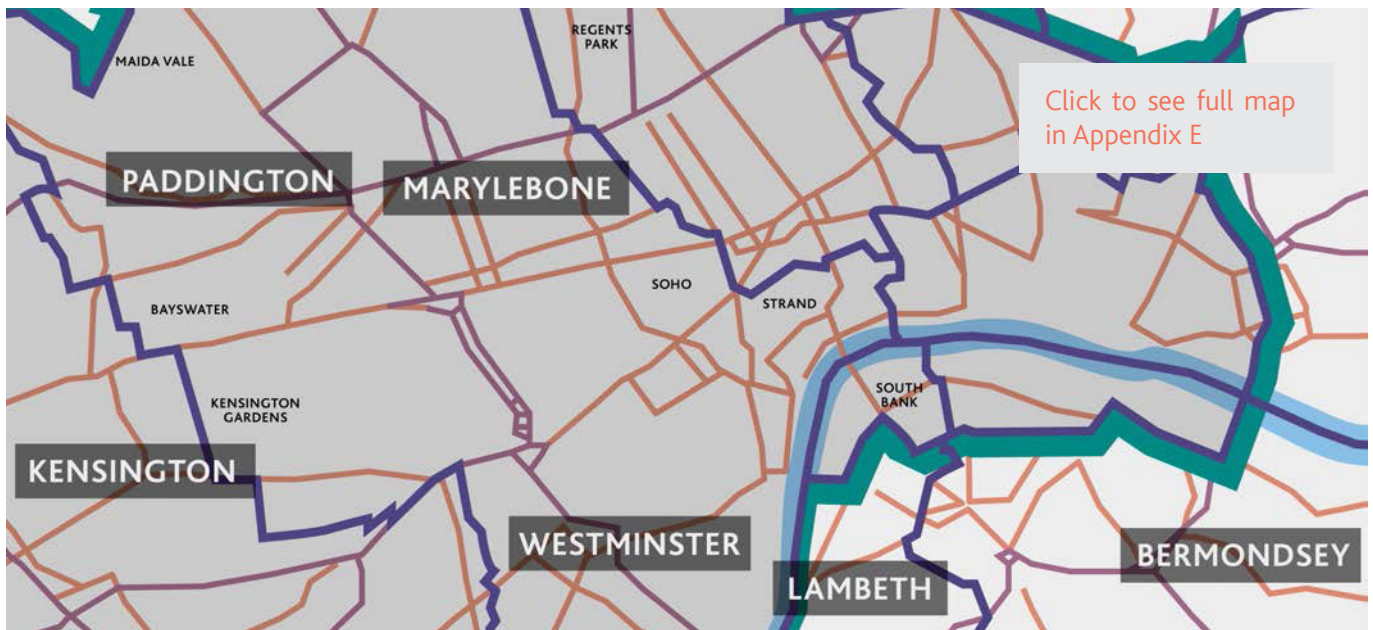 REGENTS
PARK
MAIDA VALE
Click to see full map
in Appendix E
PADDINGTON
MARYLEBONE
SOHO
STRAND
BAYSWATER
SOUTH
BANK
KENSINGTON
GARDENS
KENSINGTON
WESTMINSTER
BERMONDSEY
LAMBETH